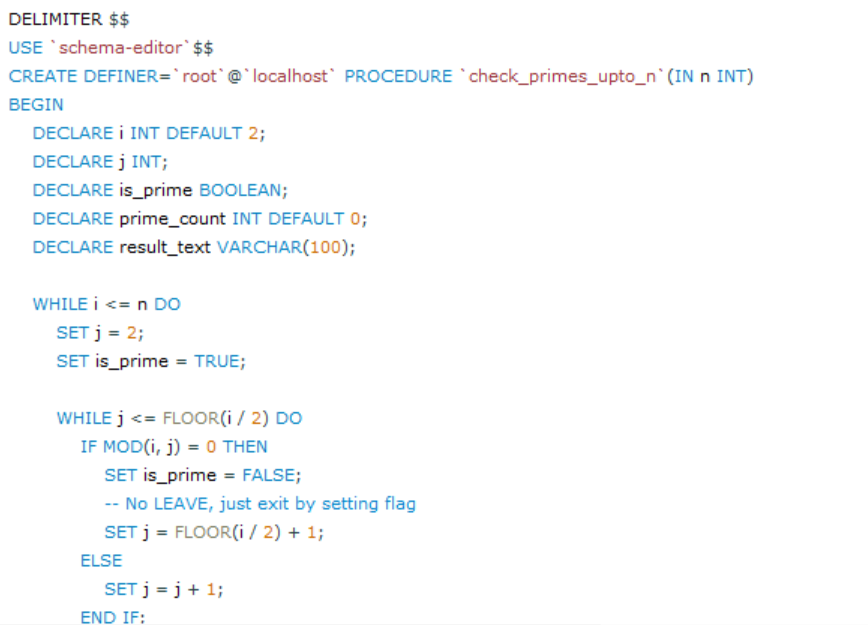 DELIMITER $$
USE `schema-editor`$$
CREATE DEFINER=`root`@`localhost` PROCEDURE `check_primes_upto_n`(IN n INT)
BEGIN
    DECLARE i INT DEFAULT 2;
    DECLARE j INT;
    DECLARE is_prime BOOLEAN;
    DECLARE prime_count INT DEFAULT 0;
    DECLARE result_text VARCHAR(100);

    WHILE i <= n DO
        SET j = 2;
        SET is_prime = TRUE;

        WHILE j <= FLOOR(i / 2) DO
            IF MOD(i, j) = 0 THEN
                SET is_prime = FALSE;
                -- No LEAVE, just exit by setting flag
                SET j = FLOOR(i / 2) + 1;
            ELSE
                SET j = j + 1;
            END IF;